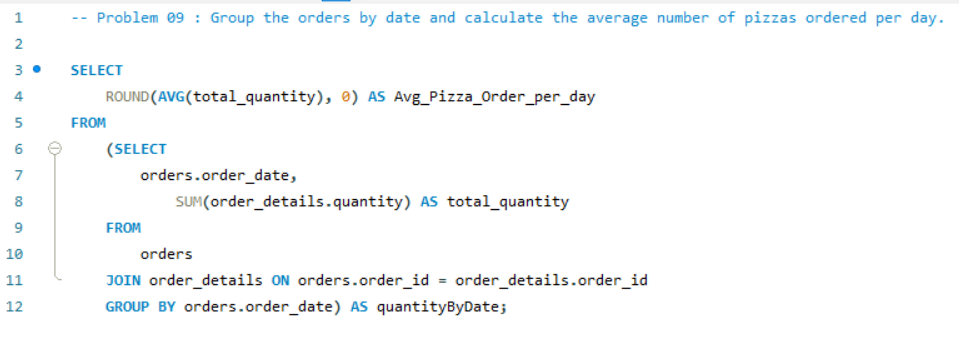 1 -- Problem 09 : Group the orders by date and calculate the average number of pizzas ordered per day.
2
3 SELECT
4 ROUND(AVG(total_quantity), 0) AS Avg_Pizza_Order_per_day
5 FROM
6 (SELECT
7 orders.order_date,
8 SUM(order_details.quantity) AS total_quantity
9 FROM
10 orders
11 JOIN order_details ON orders.order_id = order_details.order_id
12 GROUP BY orders.order_date) AS quantityByDate;